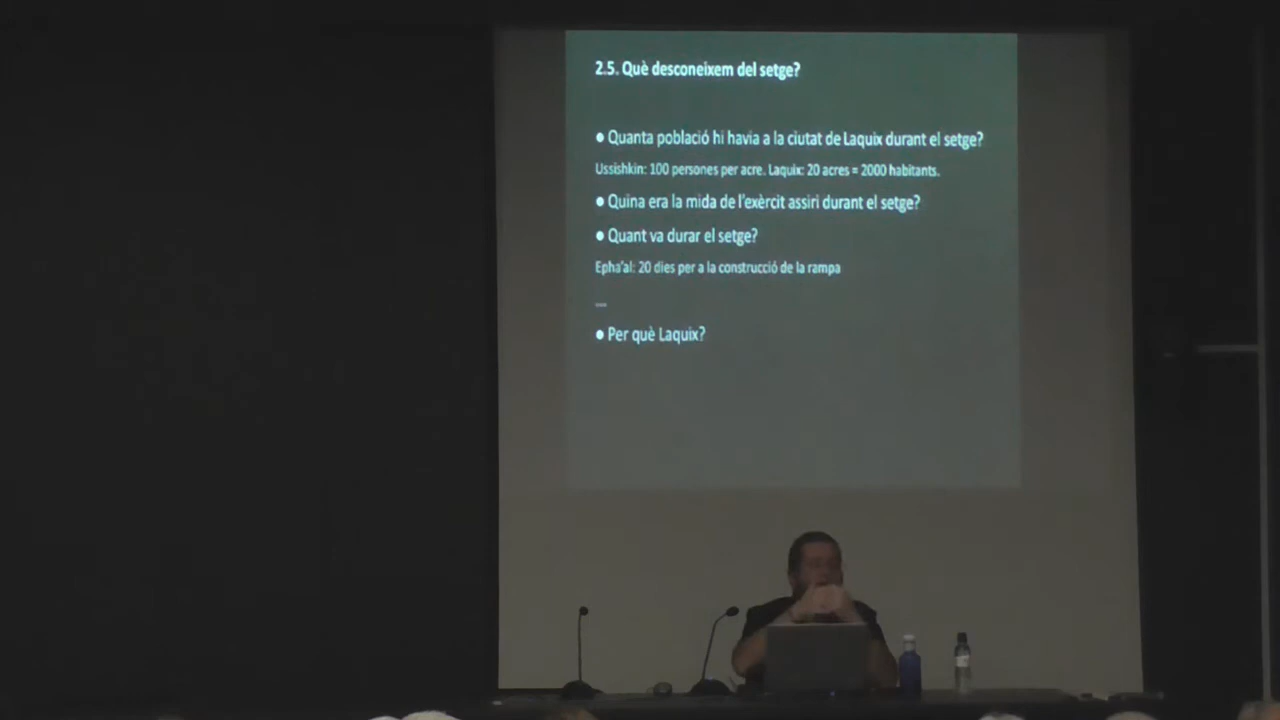 2.5. Què desconeixem del setge?
● Quanta població hi havia a la ciutat de Laquix durant el setge?
Ussishkin: 100 persones per acre. Laquix: 20 acres = 2000 habitants.
● Quina era la mida de l'exèrcit assiri durant el setge?
● Quant va durar el setge?
Epha'al: 20 dies per a la construcció de la rampa
—
● Per què Laquix?